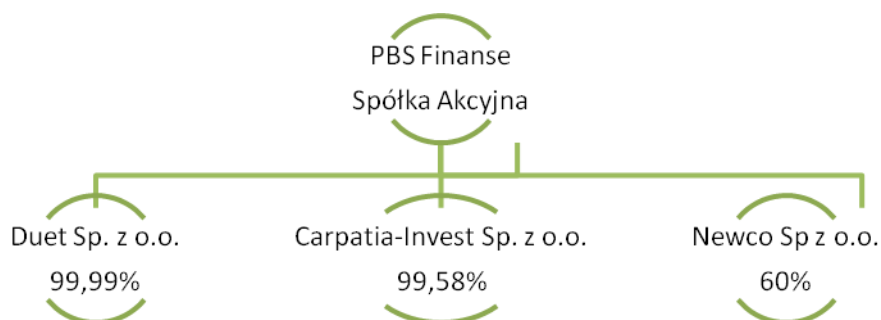 PBS Finanse
Spółka Akcyjna
Duet Sp. z o.o.
99,99%
Carpatia-Invest Sp. z o.o.
99,58%
Newco Sp z o.o.
60%